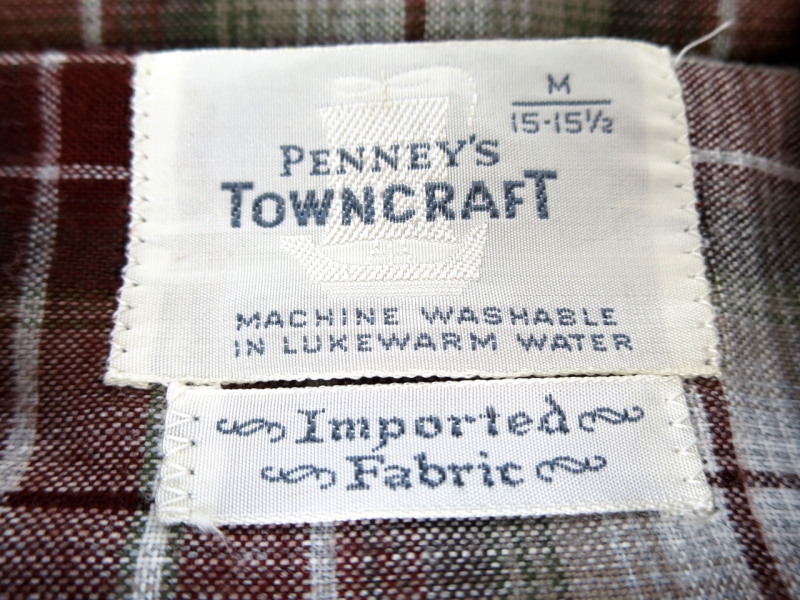 M
15-15½
PENNEY'S
TOWNCRAFT
MACHINE WASHABLE
IN LUKEWARM WATER
Imported
Fabric